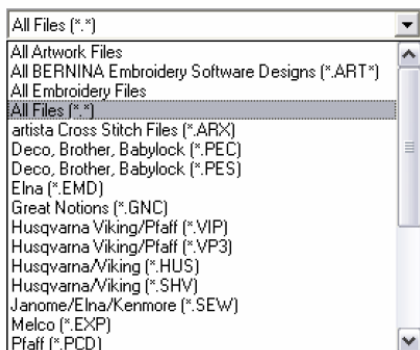 All Files (*.*)
All Artwork Files
All BERNINA Embroidery Software Designs (*.ART*)
All Embroidery Files
All Files (*.*)
artista Cross Stitch Files (*.ARX)
Deco, Brother, Babylock (*.PEC)
Deco, Brother, Babylock (*.PES)
Elna (*.EMD)
Great Notions (*.GNC)
Husqvarna Viking/Pfaff (*.VIP)
Husqvarna Viking/Pfaff (*.VP3)
Husqvarna/Viking (*.HUS)
Husqvarna/Viking (*.SHV)
Janome/Elna/Kenmore (*.SEW)
Melco (*.EXP)
Pfaff (*.PCD)